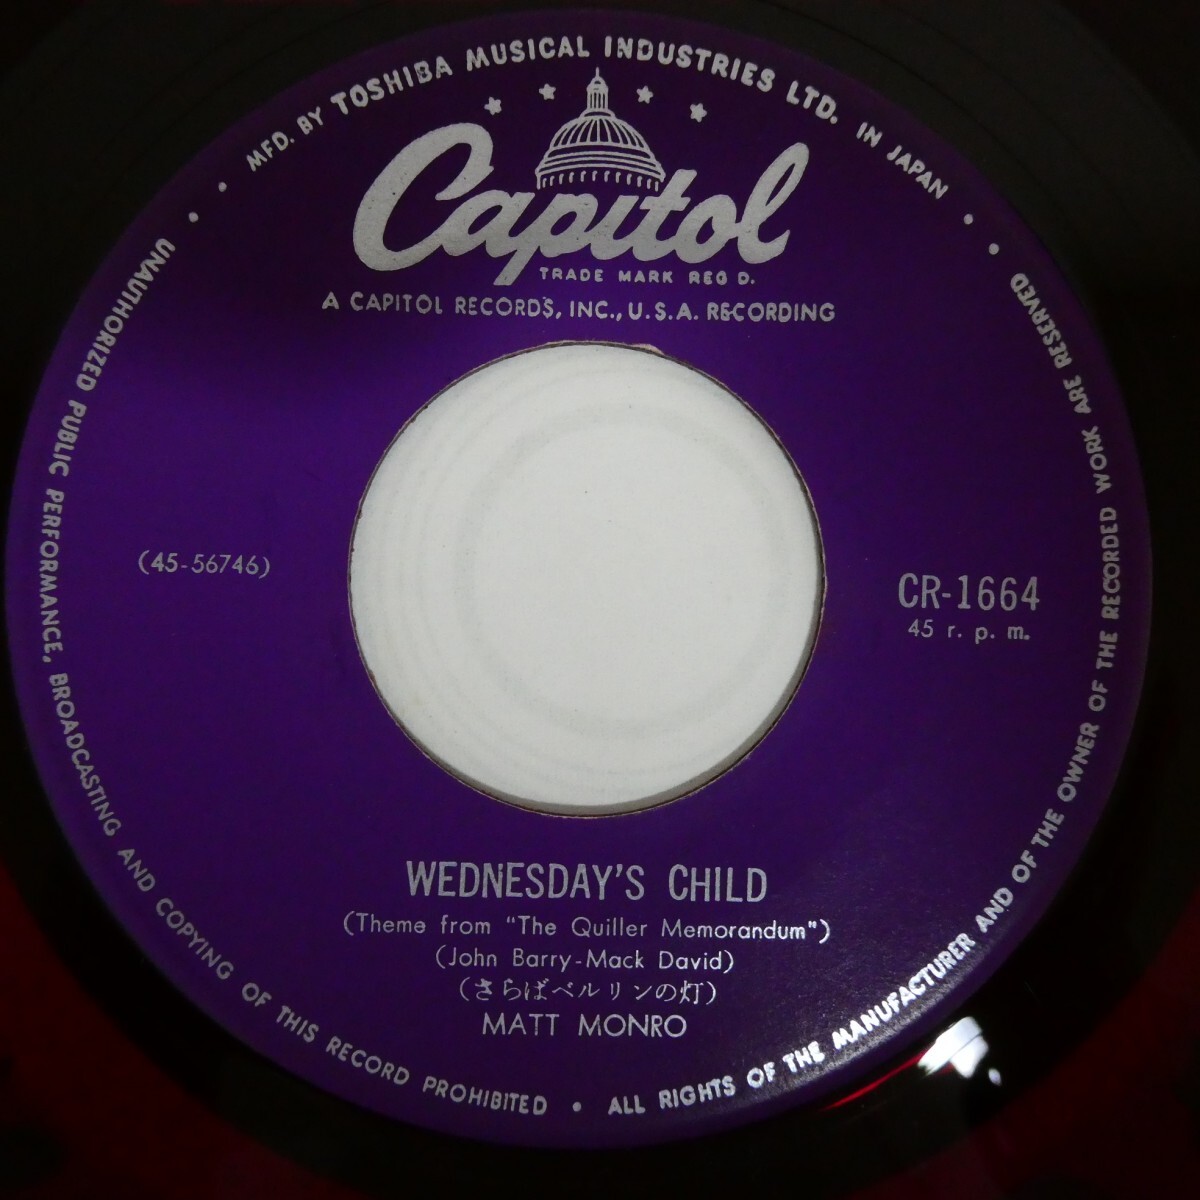 MFD. BY TOSHIBA MUSICAL INDUSTRIES LTD. IN JAPAN
Capitol
TRADE MARK REG D.
A CAPITOL RECORDS, INC., U.S.A. RECORDING
(45-56746)
CR-1664
45 r. p. m.
WEDNESDAY'S CHILD
(Theme from "The Quiller Memorandum")
(John Barry-Mack David)
(さらばベルリンの灯)
MATT MONRO
UNAUTHORIZED PUBLIC PERFORMANCE, BROADCASTING AND COPYING OF THIS RECORD PROHIBITED • ALL RIGHTS OF THE MANUFACTURER AND OF THE OWNER OF THE RECORDED WORK ARE RESERVED